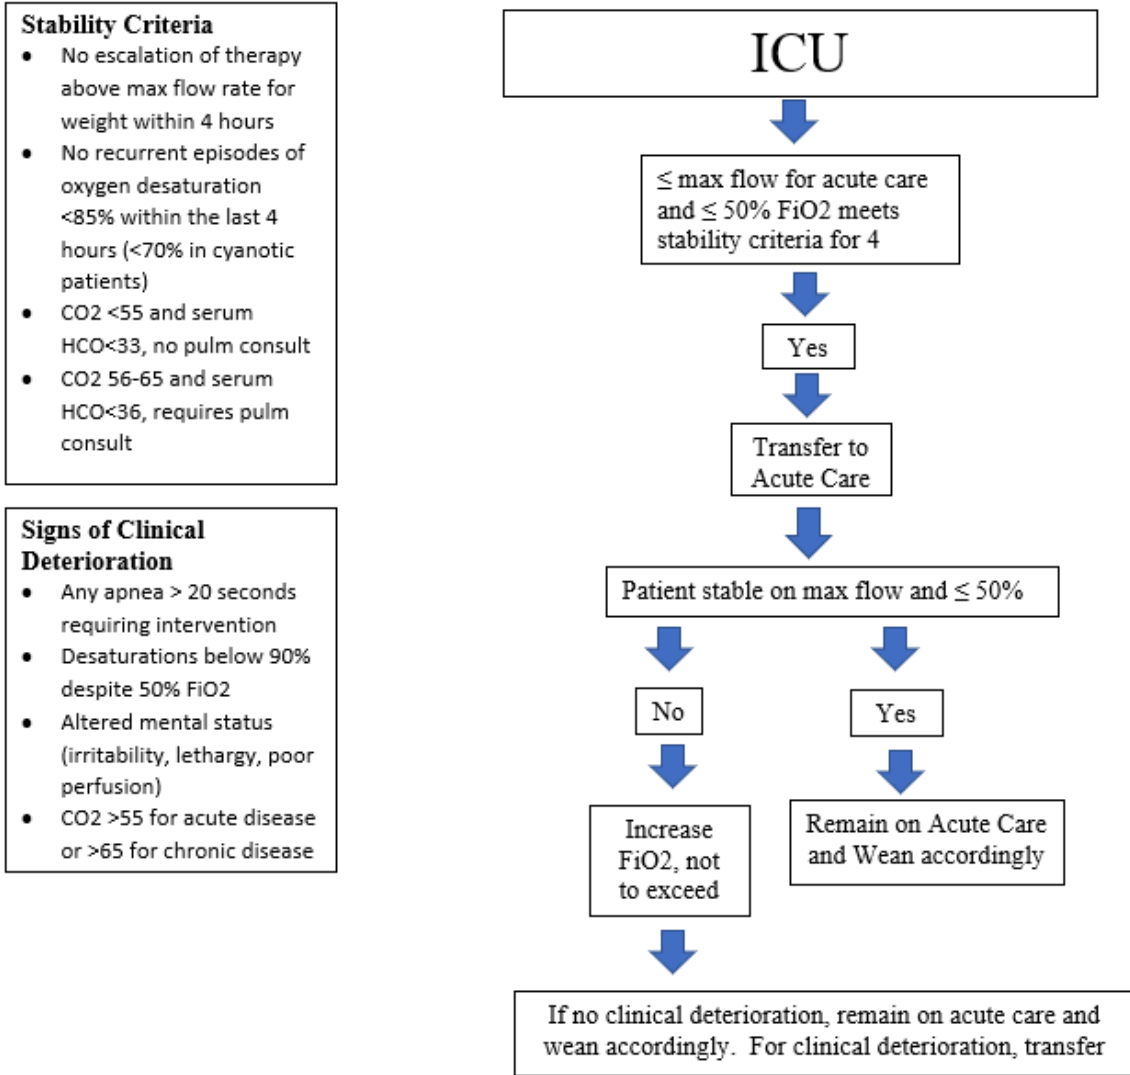 Stability Criteria
• No escalation of therapy
above max flow rate for
weight within 4 hours
• No recurrent episodes of
oxygen desaturation
<85% within the last 4
hours (<70% in cyanotic
patients)
• CO2 <55 and serum
HCO<33, no pulm consult
• CO2 56-65 and serum
HCO<36, requires pulm
consult
Signs of Clinical
Deterioration
• Any apnea > 20 seconds
requiring intervention
• Desaturations below 90%
despite 50% FiO2
• Altered mental status
(irritability, lethargy, poor
perfusion)
• CO2 >55 for acute disease
or >65 for chronic disease
ICU
≤ max flow for acute care
and ≤ 50% FiO2 meets
stability criteria for 4
Yes
Transfer to
Acute Care
Patient stable on max flow and ≤ 50%
No
Yes
Increase
FiO2, not
to exceed
Remain on Acute Care
and Wean accordingly
If no clinical deterioration, remain on acute care and
wean accordingly. For clinical deterioration, transfer